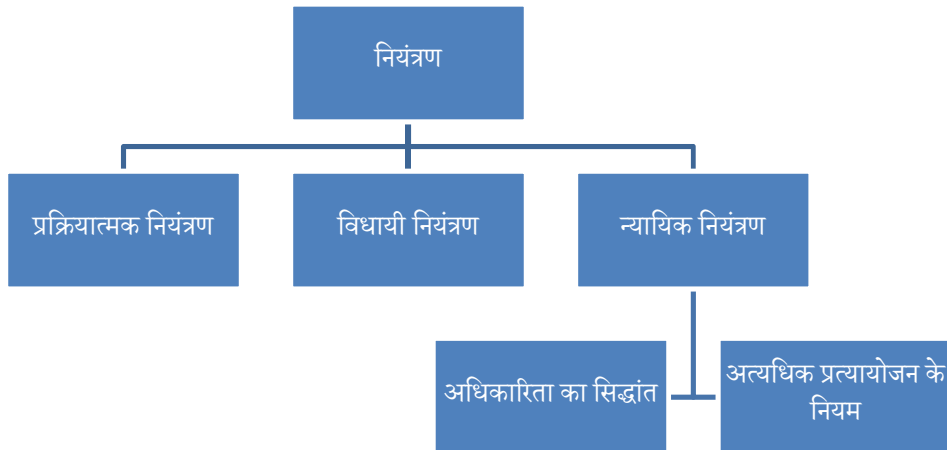 नियंत्रण
प्रक्रियात्मक नियंत्रण
विधायी नियंत्रण
न्यायिक नियंत्रण
अधिकारिता का सिद्धांत
अत्यधिक प्रत्यायोजन के
नियम